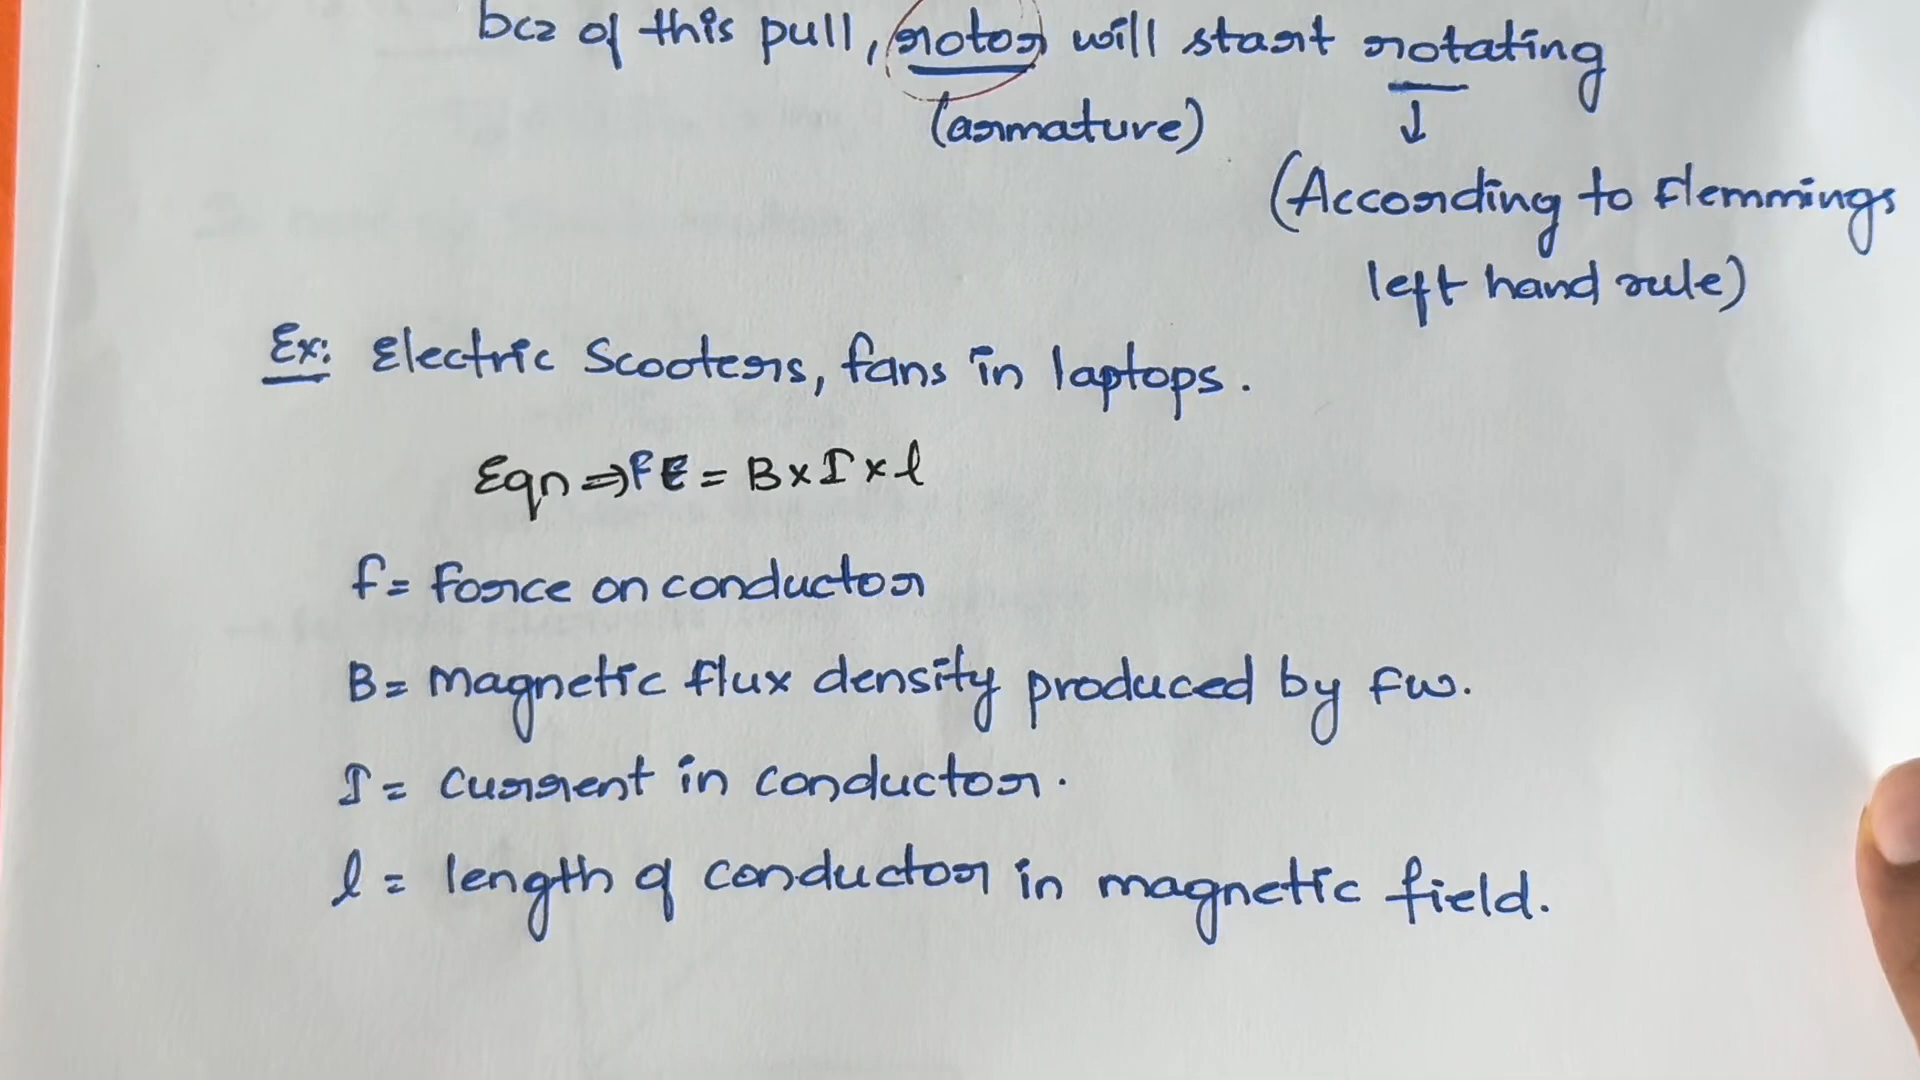 bcz of this pull, rotor will start rotating
(armature)
↓
(According to Flemmings
left hand rule)
Ex: Electric Scooters, fans in laptops.
Eqn ⇒ F = B × I × l
f = Force on conductor
B = Magnetic flux density produced by fw.
I = Current in conductor.
l = length of conductor in magnetic field.